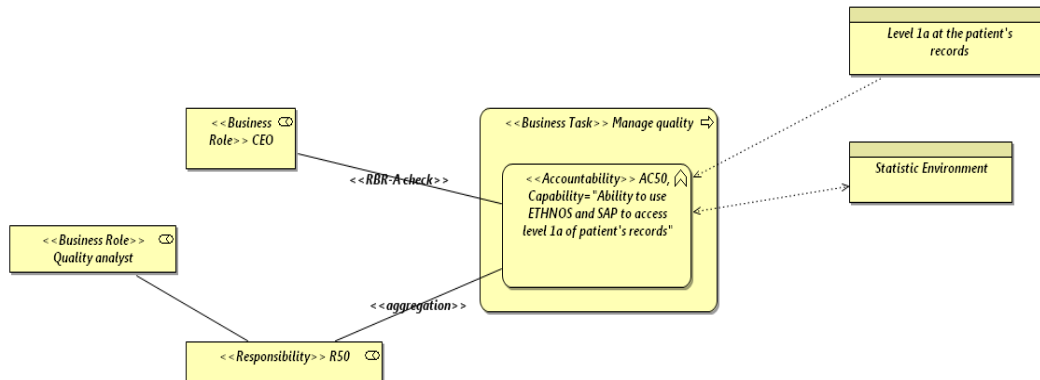 Level 1a at the patient's
records
<<Business
Role>> CEO
<<Business Task>> Manage quality
<<RBR-A check>>
<<Accountability>> AC50,
Capability="Ability to use
ETHNOS and SAP to access
level 1a of patient's records"
Statistic Environment
<<Business Role>>
Quality analyst
<<aggregation>>
<<Responsibility>> R50